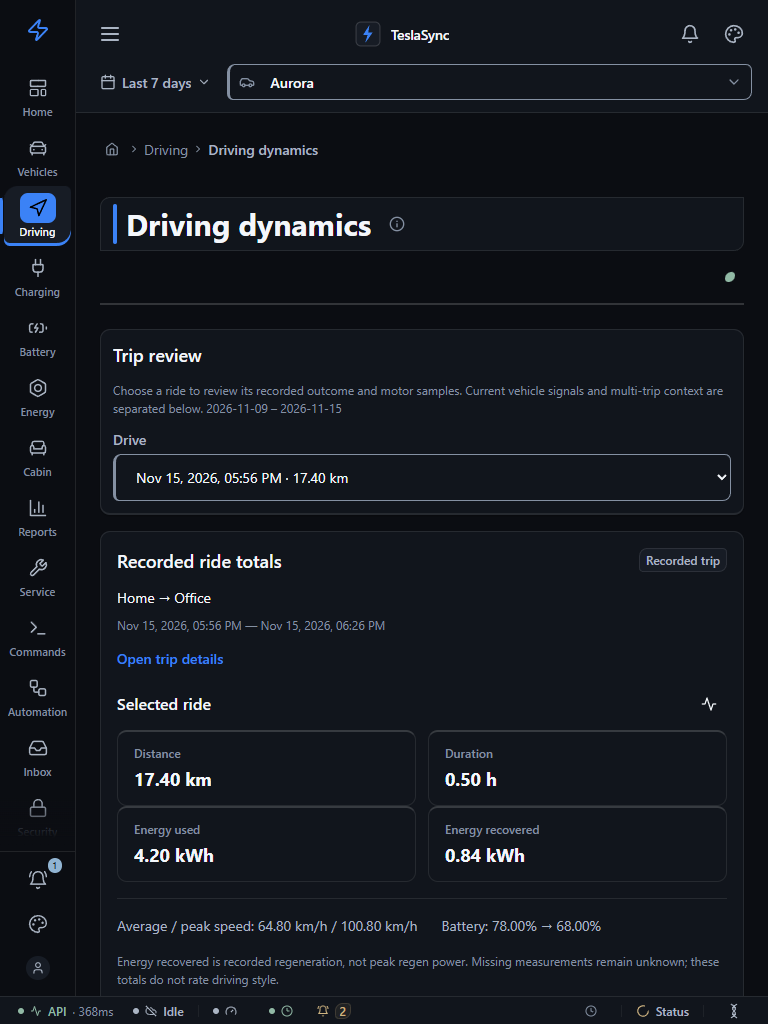 TeslaSync
Last 7 days
Aurora
Home
Vehicles
Driving
Charging
Battery
Energy
Cabin
Reports
Service
Commands
Automation
Inbox
Security
1
Driving
Driving dynamics
Driving dynamics
Trip review
Choose a ride to review its recorded outcome and motor samples. Current vehicle signals and multi-trip context are
separated below. 2026-11-09 – 2026-11-15
Drive
Nov 15, 2026, 05:56 PM · 17.40 km
Recorded ride totals
Recorded trip
Home → Office
Nov 15, 2026, 05:56 PM — Nov 15, 2026, 06:26 PM
Open trip details
Selected ride
Distance
17.40 km
Duration
0.50 h
Energy used
4.20 kWh
Energy recovered
0.84 kWh
Average / peak speed: 64.80 km/h / 100.80 km/h
Battery: 78.00% → 68.00%
Energy recovered is recorded regeneration, not peak regen power. Missing measurements remain unknown; these
totals do not rate driving style.
API · 368ms
Idle
2
Status